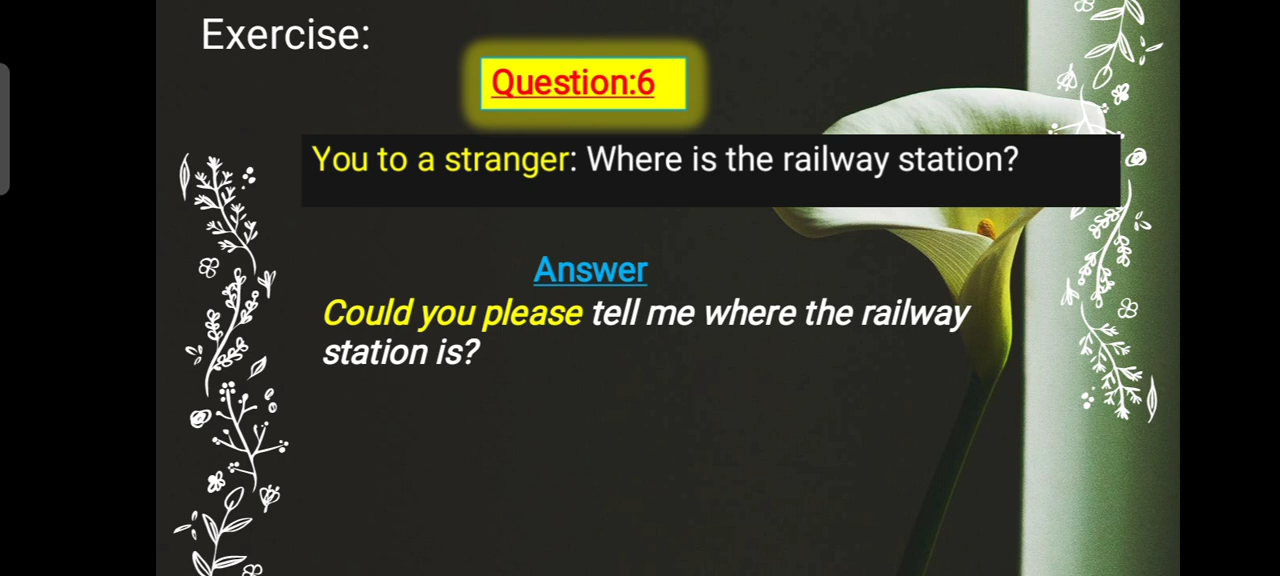 Exercise:
Question:6
You to a stranger: Where is the railway station?
Answer
Could you please tell me where the railway
station is?